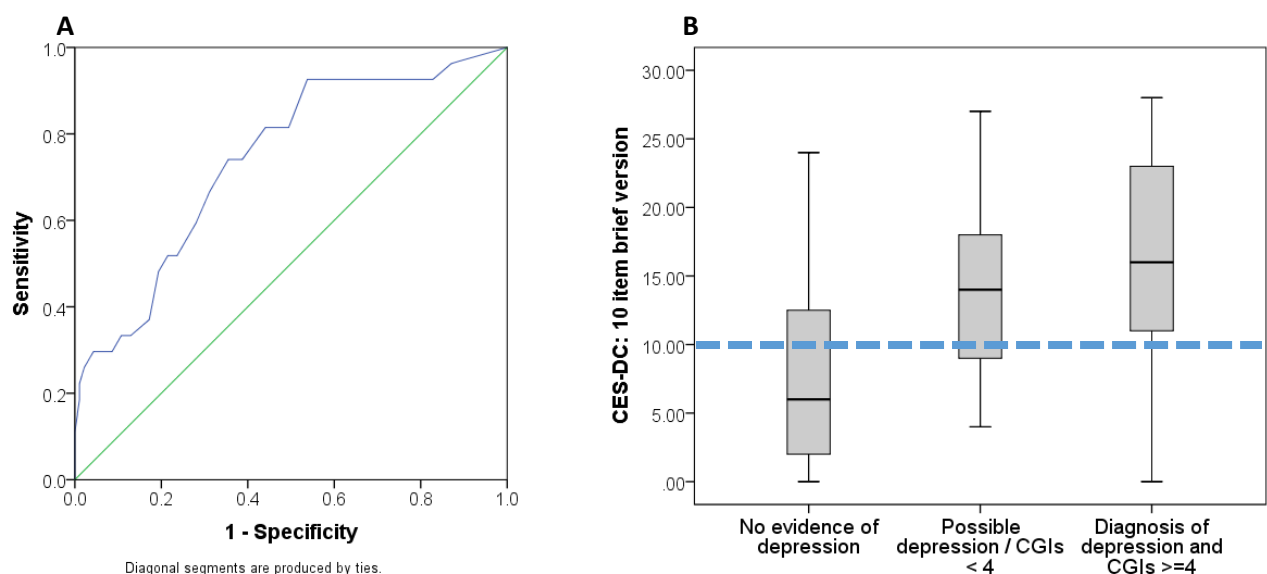 A
1.0
0.8
0.6
0.4
0.2
0.0
Sensitivity
0.0 0.2 0.4 0.6 0.8 1.0
1 - Specificity
Diagonal segments are produced by ties.
B
30.00
25.00
20.00
15.00
10.00
5.00
.00
CES-DC: 10 item brief version
No evidence of
depression
Possible
depression / CGIs
< 4
Diagnosis of
depression and
CGIs >=4